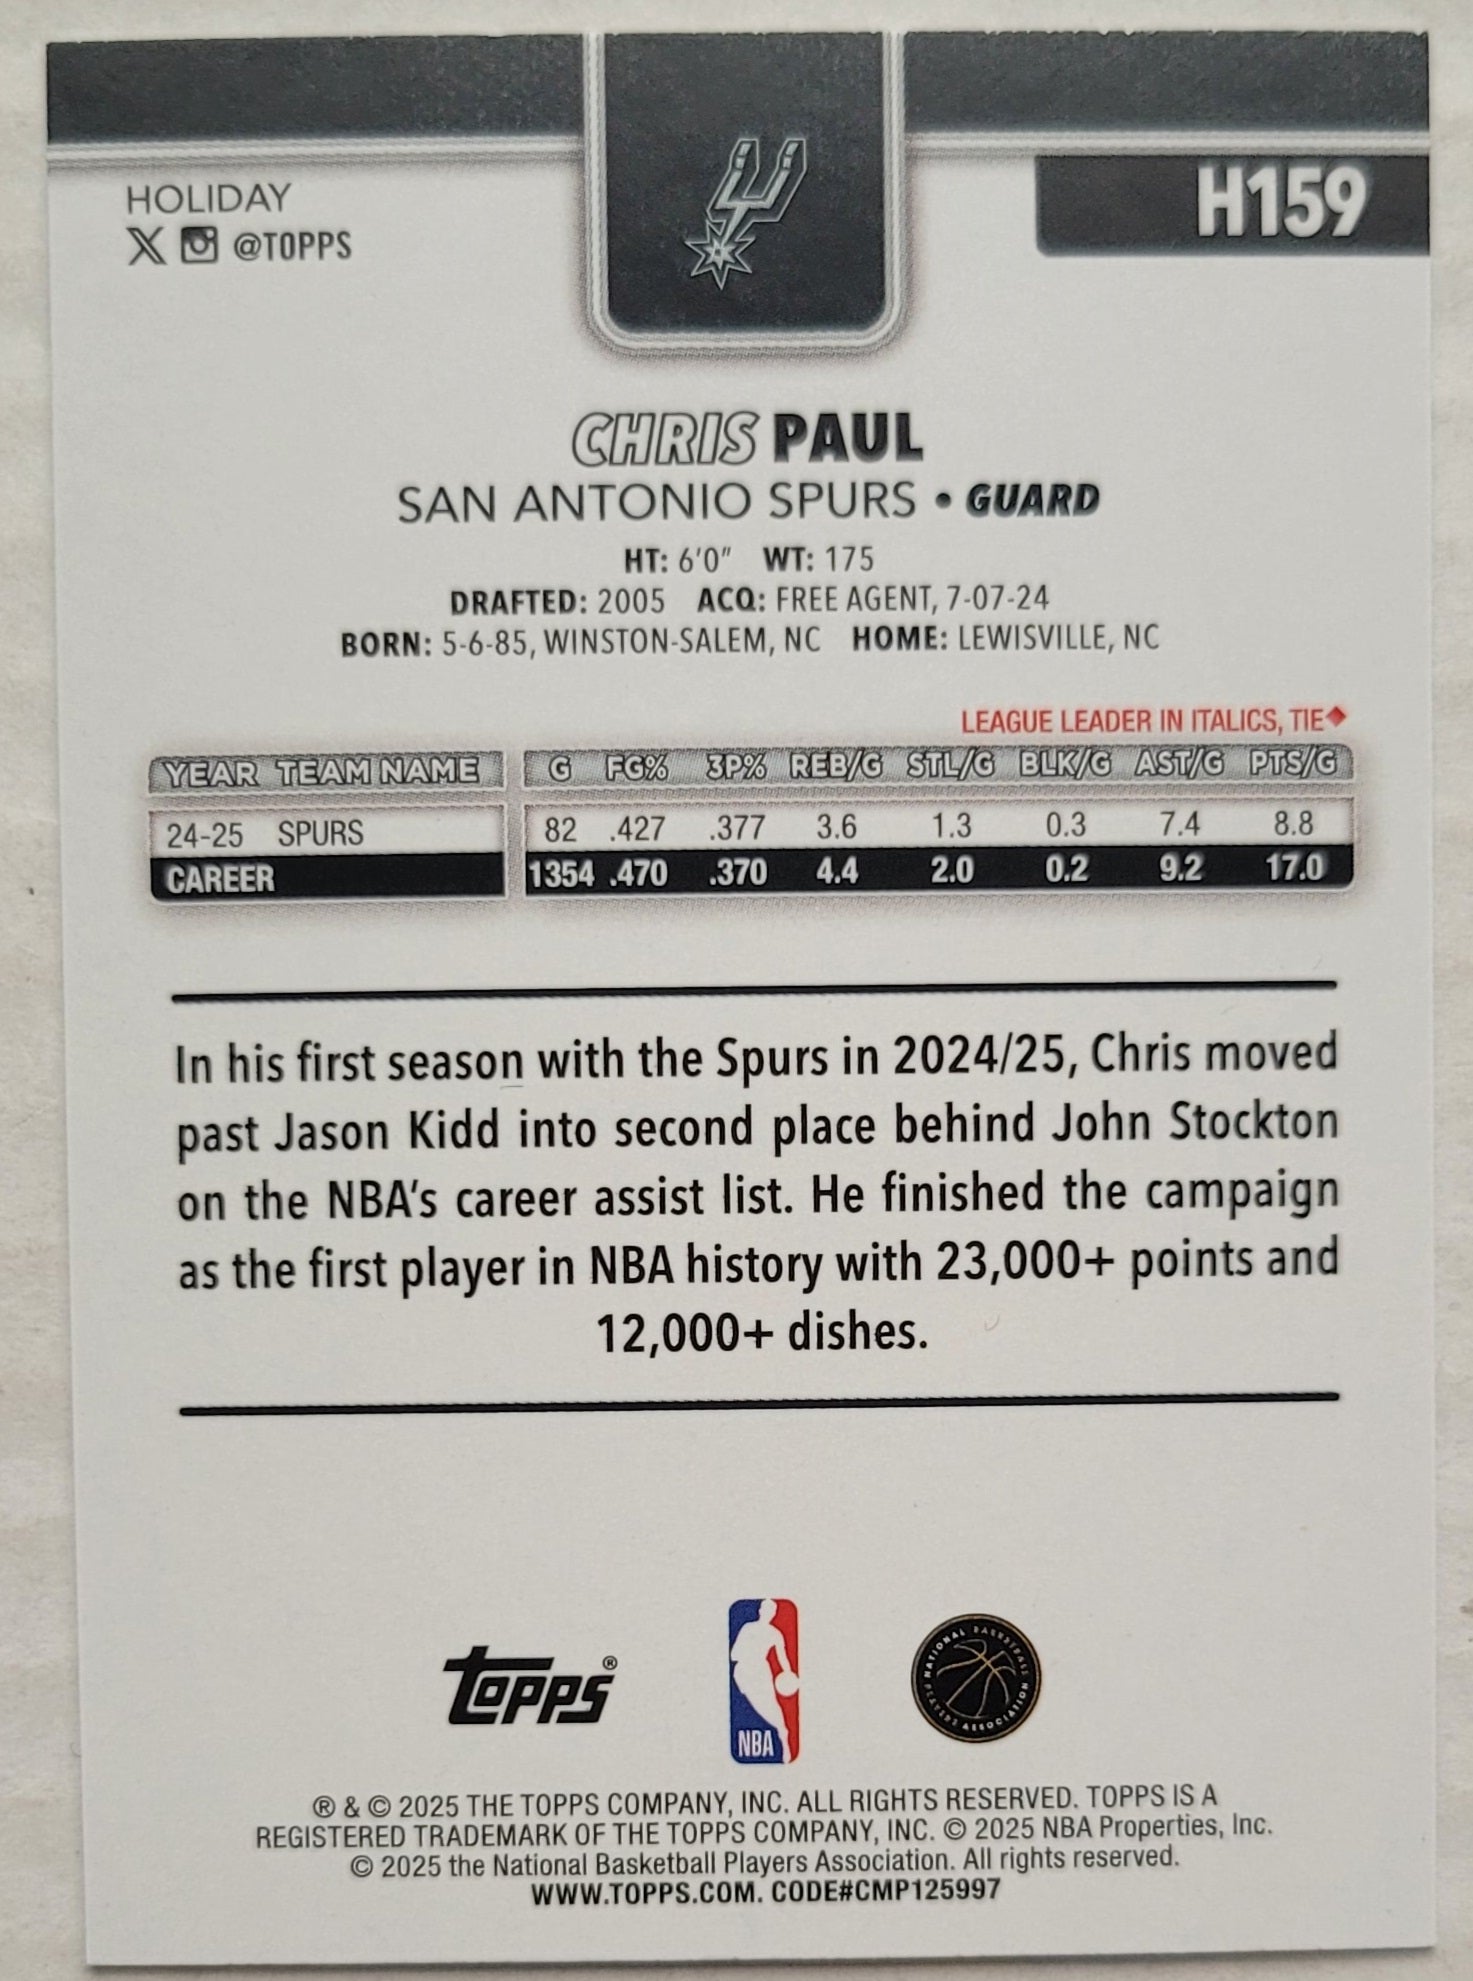 HOLIDAY
X @TOPPS
H159
CHRIS PAUL
SAN ANTONIO SPURS • GUARD
HT: 6'0" WT: 175
DRAFTED: 2005 ACQ: FREE AGENT, 7-07-24
BORN: 5-6-85, WINSTON-SALEM, NC HOME: LEWISVILLE, NC
LEAGUE LEADER IN ITALICS, TIE◆
YEAR TEAM NAME G FG% 3P% REB/G STL/G BLK/G AST/G PTS/G
24-25 SPURS 82 .427 .377 3.6 1.3 0.3 7.4 8.8
CAREER 1354 .470 .370 4.4 2.0 0.2 9.2 17.0
In his first season with the Spurs in 2024/25, Chris moved
past Jason Kidd into second place behind John Stockton
on the NBA's career assist list. He finished the campaign
as the first player in NBA history with 23,000+ points and
12,000+ dishes.
topps®
NBA
NATIONAL BASKETBALL PLAYERS ASSOCIATION
® & © 2025 THE TOPPS COMPANY, INC. ALL RIGHTS RESERVED. TOPPS IS A
REGISTERED TRADEMARK OF THE TOPPS COMPANY, INC. © 2025 NBA Properties, Inc.
© 2025 the National Basketball Players Association. All rights reserved.
WWW.TOPPS.COM. CODE#CMP125997